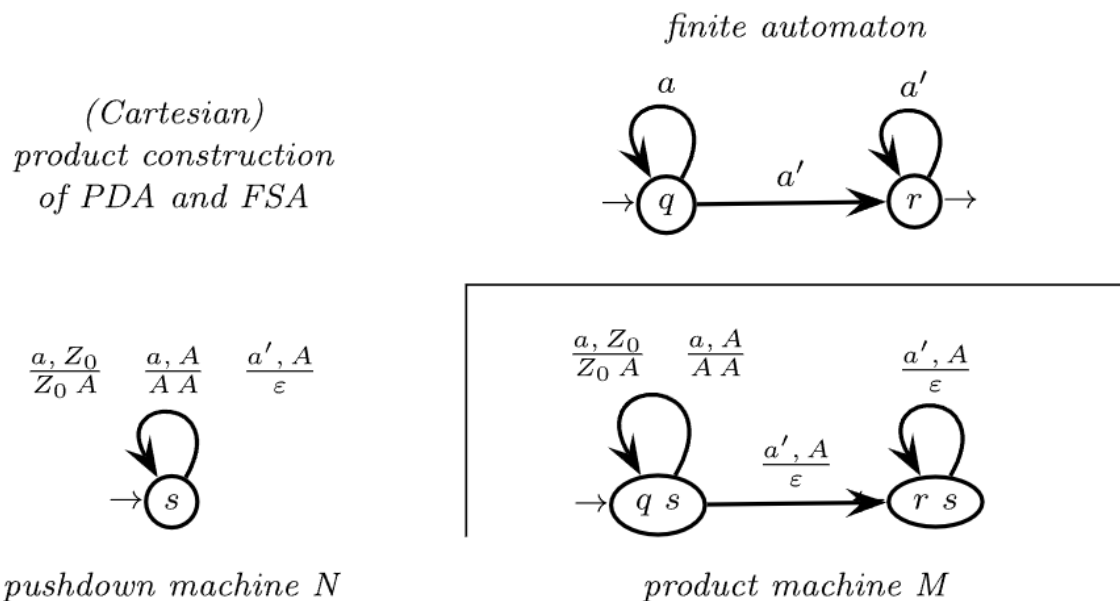 finite automaton
(Cartesian)
product construction
of PDA and FSA
a
a′
a′
→ q
r →
a, Z₀
Z₀ A
a, A
A A
a′, A
ε
→ s
pushdown machine N
a, Z₀
Z₀ A
a, A
A A
a′, A
ε
a′, A
ε
→ q s
r s
product machine M